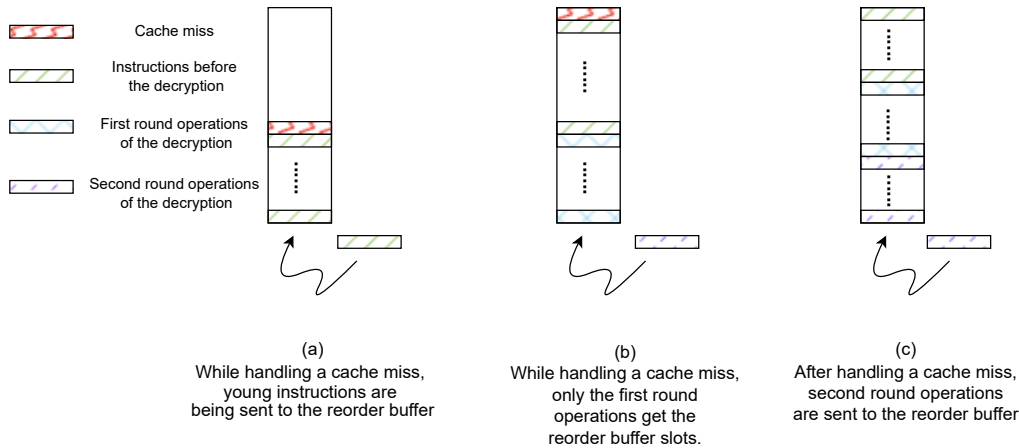 Cache miss
Instructions before
the decryption
First round operations
of the decryption
Second round operations
of the decryption
(a)
While handling a cache miss,
young instructions are
being sent to the reorder buffer
(b)
While handling a cache miss,
only the first round
operations get the
reorder buffer slots.
(c)
After handling a cache miss,
second round operations
are sent to the reorder buffer